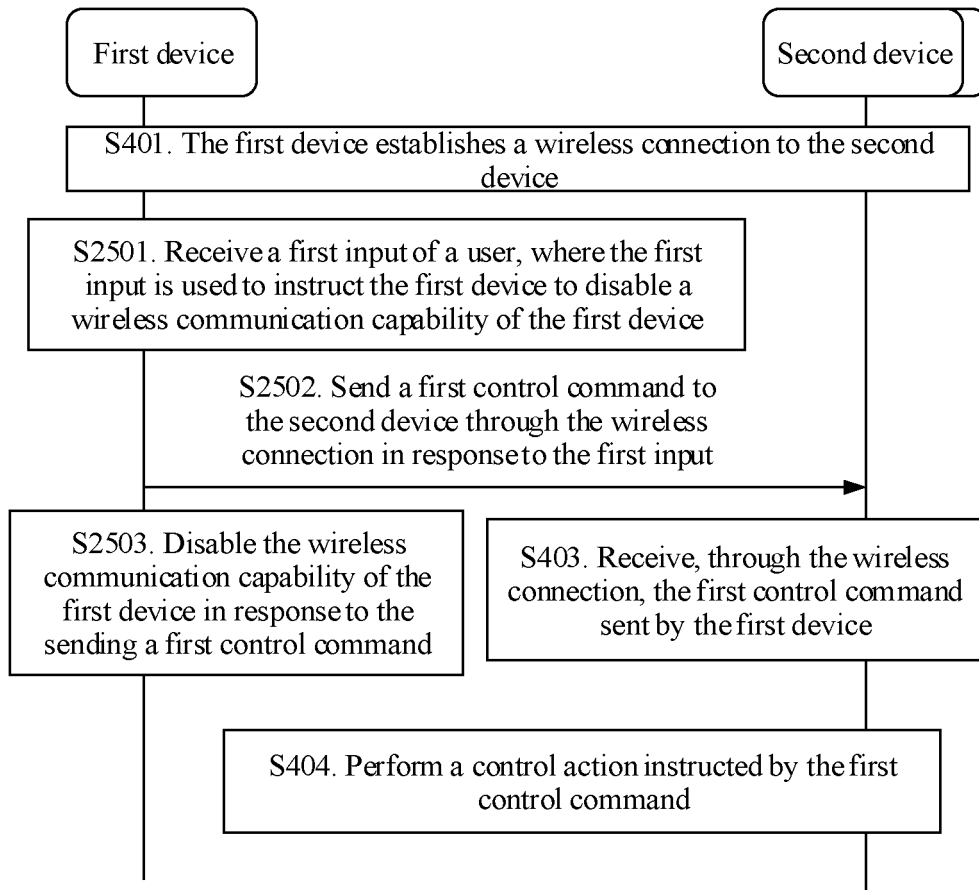 First device
Second device
S401. The first device establishes a wireless connection to the second
device
S2501. Receive a first input of a user, where the first
input is used to instruct the first device to disable a
wireless communication capability of the first device
S2502. Send a first control command to
the second device through the wireless
connection in response to the first input
S2503. Disable the wireless
communication capability of the
first device in response to the
sending a first control command
S403. Receive, through the wireless
connection, the first control command
sent by the first device
S404. Perform a control action instructed by the first
control command